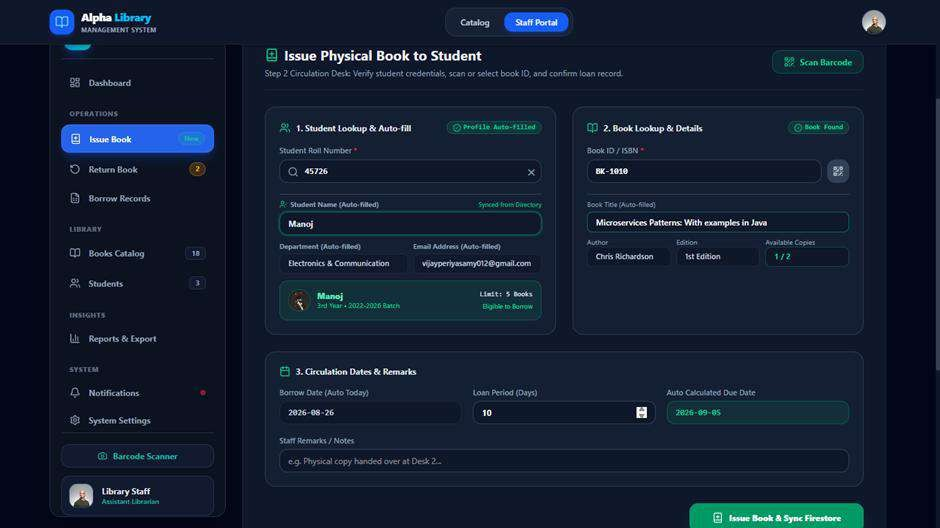 Alpha Library
MANAGEMENT SYSTEM
Catalog
Staff Portal
Dashboard
OPERATIONS
Issue Book
New
Return Book
2
Borrow Records
LIBRARY
Books Catalog
18
Students
3
INSIGHTS
Reports & Export
SYSTEM
Notifications
System Settings
Barcode Scanner
Library Staff
Assistant Librarian
Issue Physical Book to Student
Step 2 Circulation Desk: Verify student credentials, scan or select book ID, and confirm loan record.
Scan Barcode
1. Student Lookup & Auto-fill
Profile Auto-filled
Student Roll Number *
45726
Student Name (Auto-filled)
Synced from Directory
Manoj
Department (Auto-filled)
Email Address (Auto-filled)
Electronics & Communication
vijayperiyasamy012@gmail.com
Manoj
3rd Year • 2022-2026 Batch
Limit: 5 Books
Eligible to Borrow
2. Book Lookup & Details
Book Found
Book ID / ISBN *
BK-1010
Book Title (Auto-filled)
Microservices Patterns: With examples in Java
Author
Edition
Available Copies
Chris Richardson
1st Edition
1 / 2
3. Circulation Dates & Remarks
Borrow Date (Auto Today)
Loan Period (Days)
Auto Calculated Due Date
2026-08-26
10
2026-09-05
Staff Remarks / Notes
e.g. Physical copy handed over at Desk 2...
Issue Book & Sync Firestore